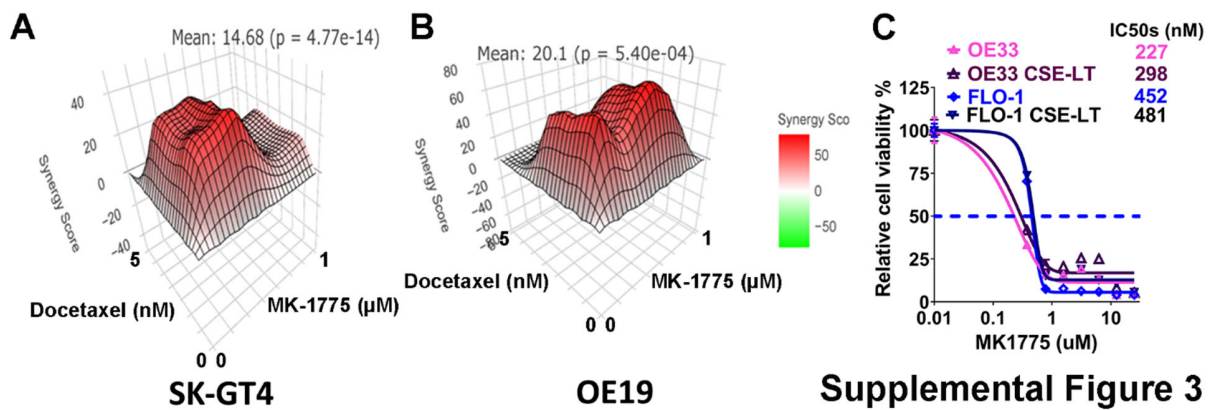 A
Mean: 14.68 (p = 4.77e-14)
40
20
0
−20
−40
Synergy Score
5
1
Docetaxel (nM)
MK-1775 (µM)
0 0
SK-GT4
B
Mean: 20.1 (p = 5.40e-04)
80
60
40
20
0
−20
−40
−60
−80
Synergy Score
5
1
Docetaxel (nM)
MK-1775 (µM)
0 0
OE19
Synergy Sco
50
0
−50
C
IC50s (nM)
OE33 227
OE33 CSE-LT 298
FLO-1 452
FLO-1 CSE-LT 481
Relative cell viability %
125
100
75
50
25
0
0.01 0.1 1 10
MK1775 (uM)
Supplemental Figure 3